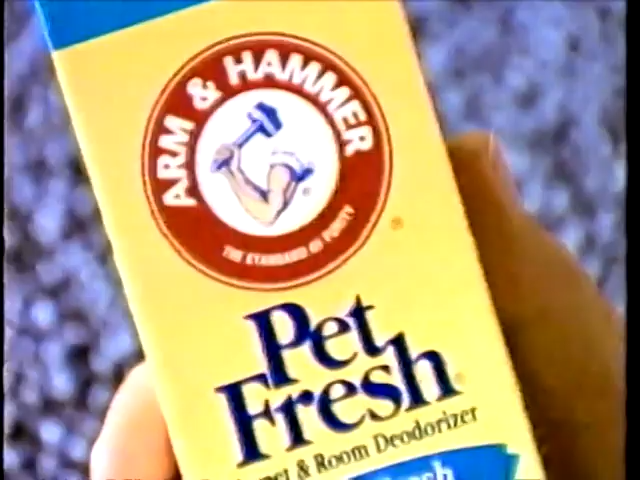 ARM & HAMMER
THE STANDARD OF PURITY
Pet
Fresh
& Room Deodorizer